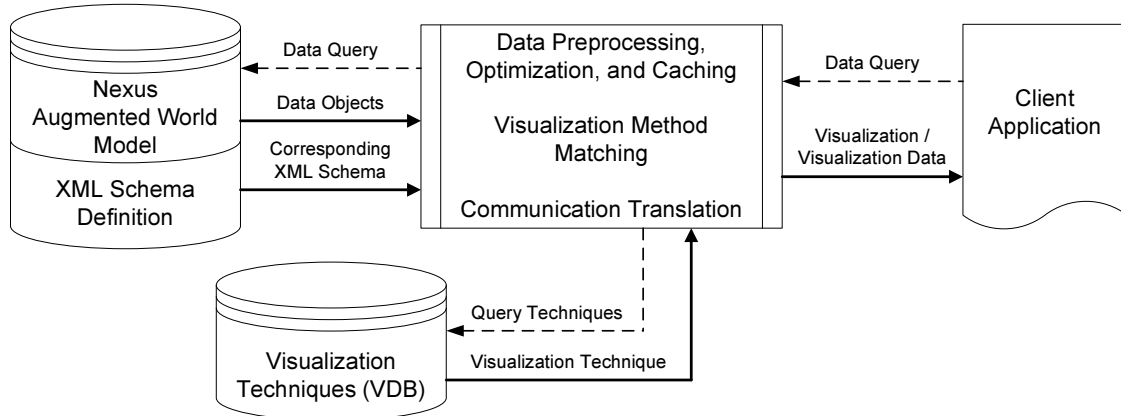 Nexus
Augmented World
Model
XML Schema
Definition
Data Query
Data Objects
Corresponding
XML Schema
Data Preprocessing,
Optimization, and Caching
Visualization Method
Matching
Communication Translation
Data Query
Visualization /
Visualization Data
Client
Application
Query Techniques
Visualization Technique
Visualization
Techniques (VDB)